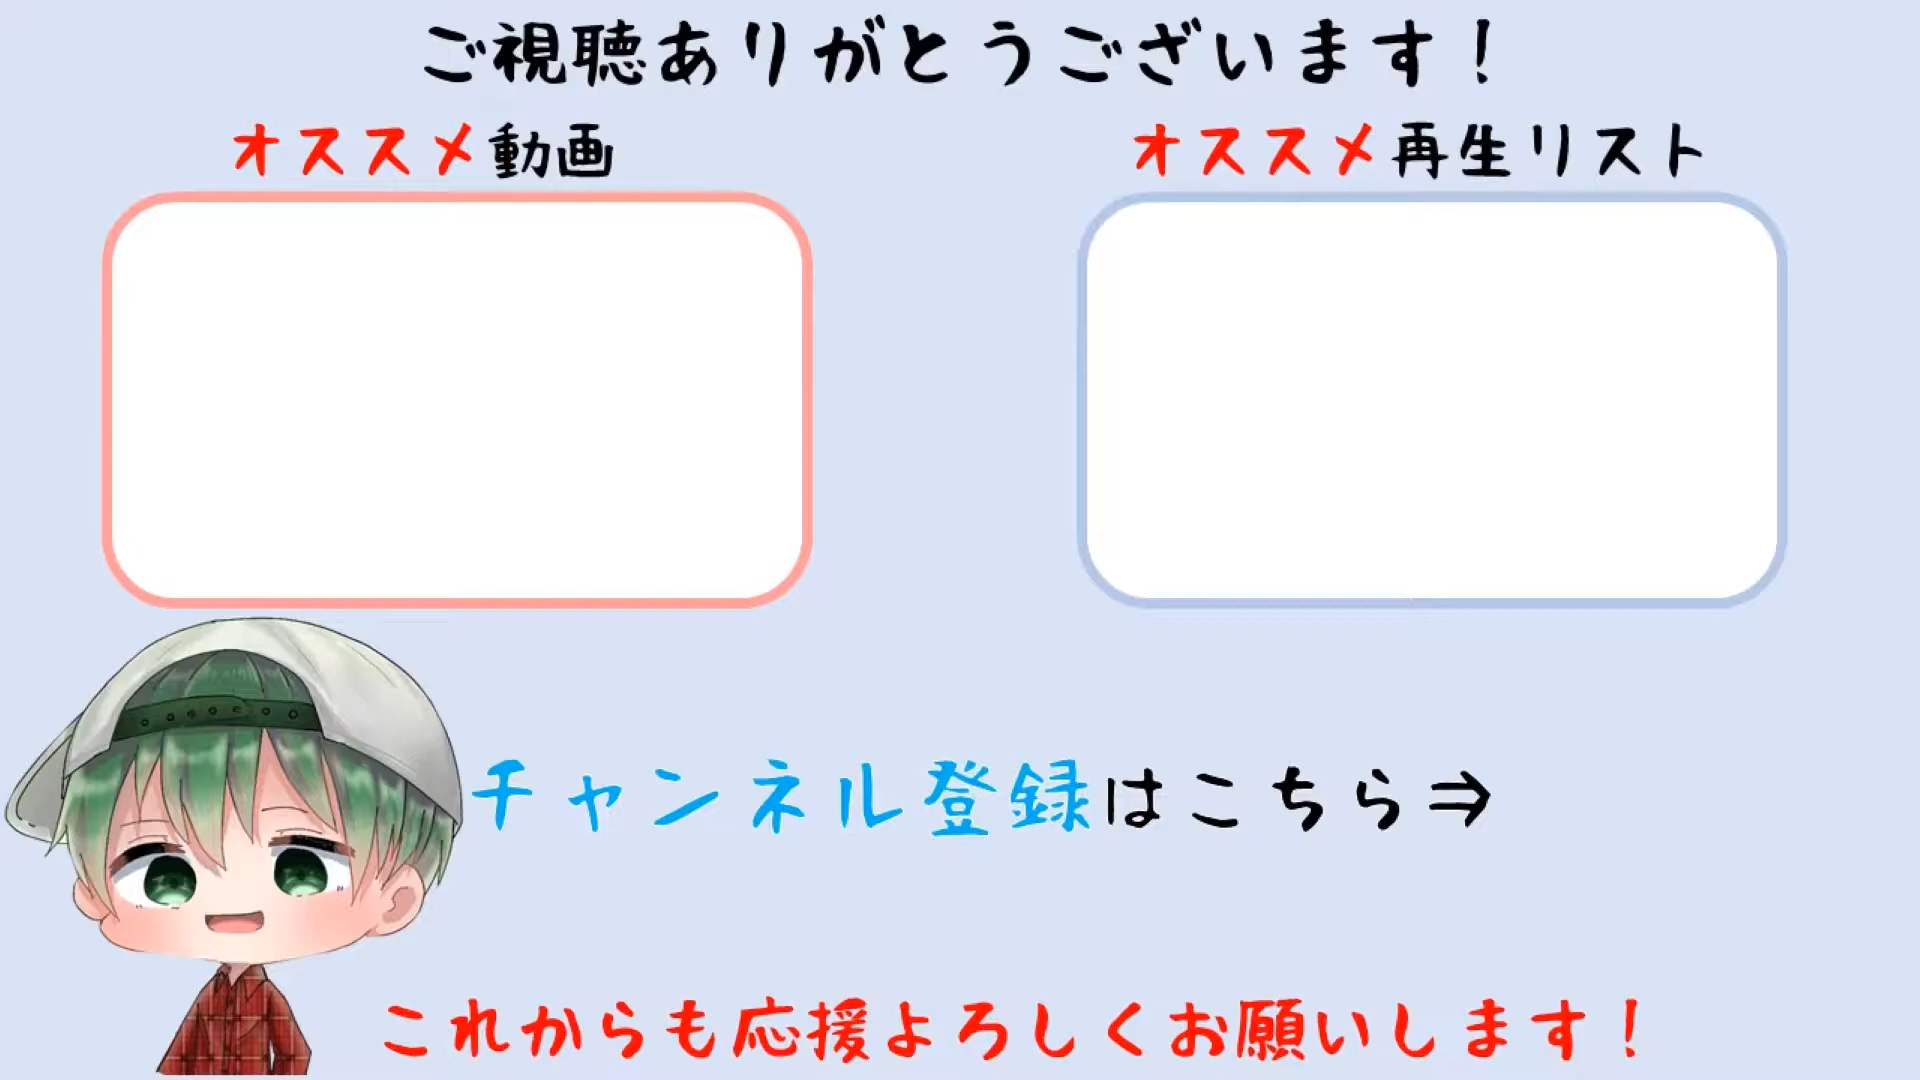 ご視聴ありがとうございます！
オススメ動画
オススメ再生リスト
チャンネル登録はこちら⇒
これからも応援よろしくお願いします！